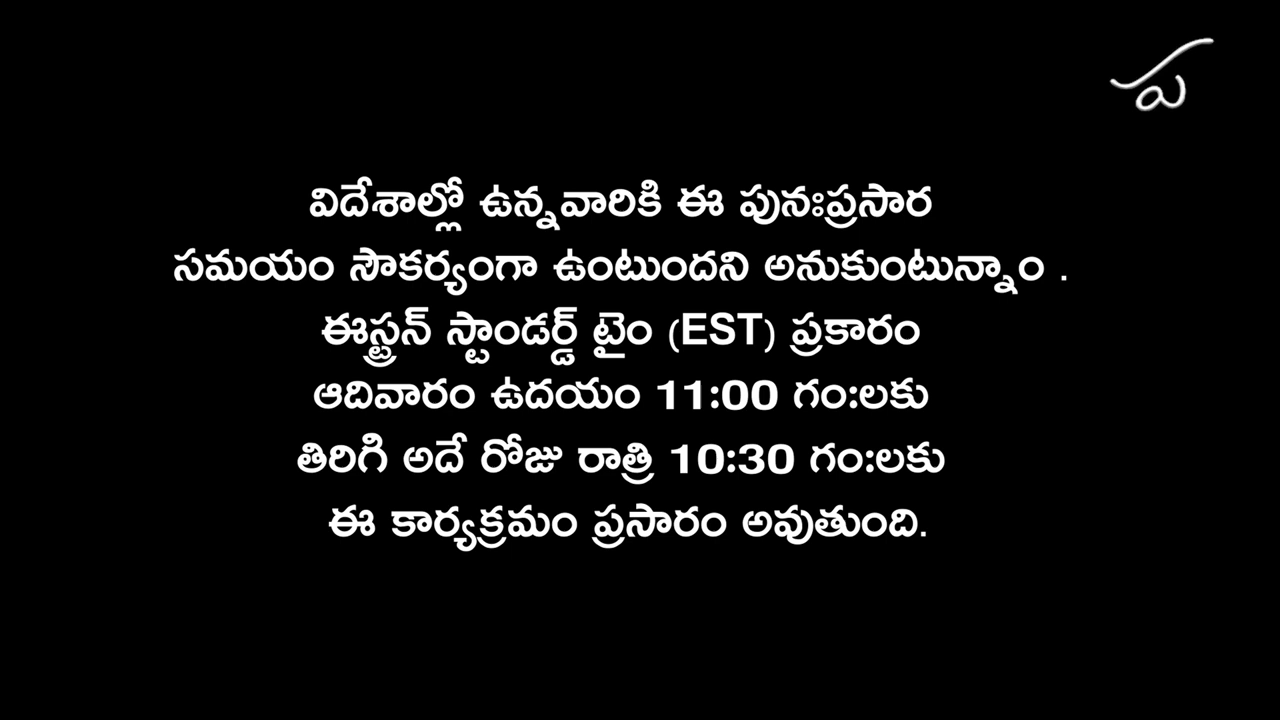 ప
విదేశాల్లో ఉన్నవారికి ఈ పునఃప్రసార
సమయం సౌకర్యంగా ఉంటుందని అనుకుంటున్నాం .
ఈస్ట్రన్ స్టాండర్డ్ టైం (EST) ప్రకారం
ఆదివారం ఉదయం 11:00 గం:లకు
తిరిగి అదే రోజు రాత్రి 10:30 గం:లకు
ఈ కార్యక్రమం ప్రసారం అవుతుంది.